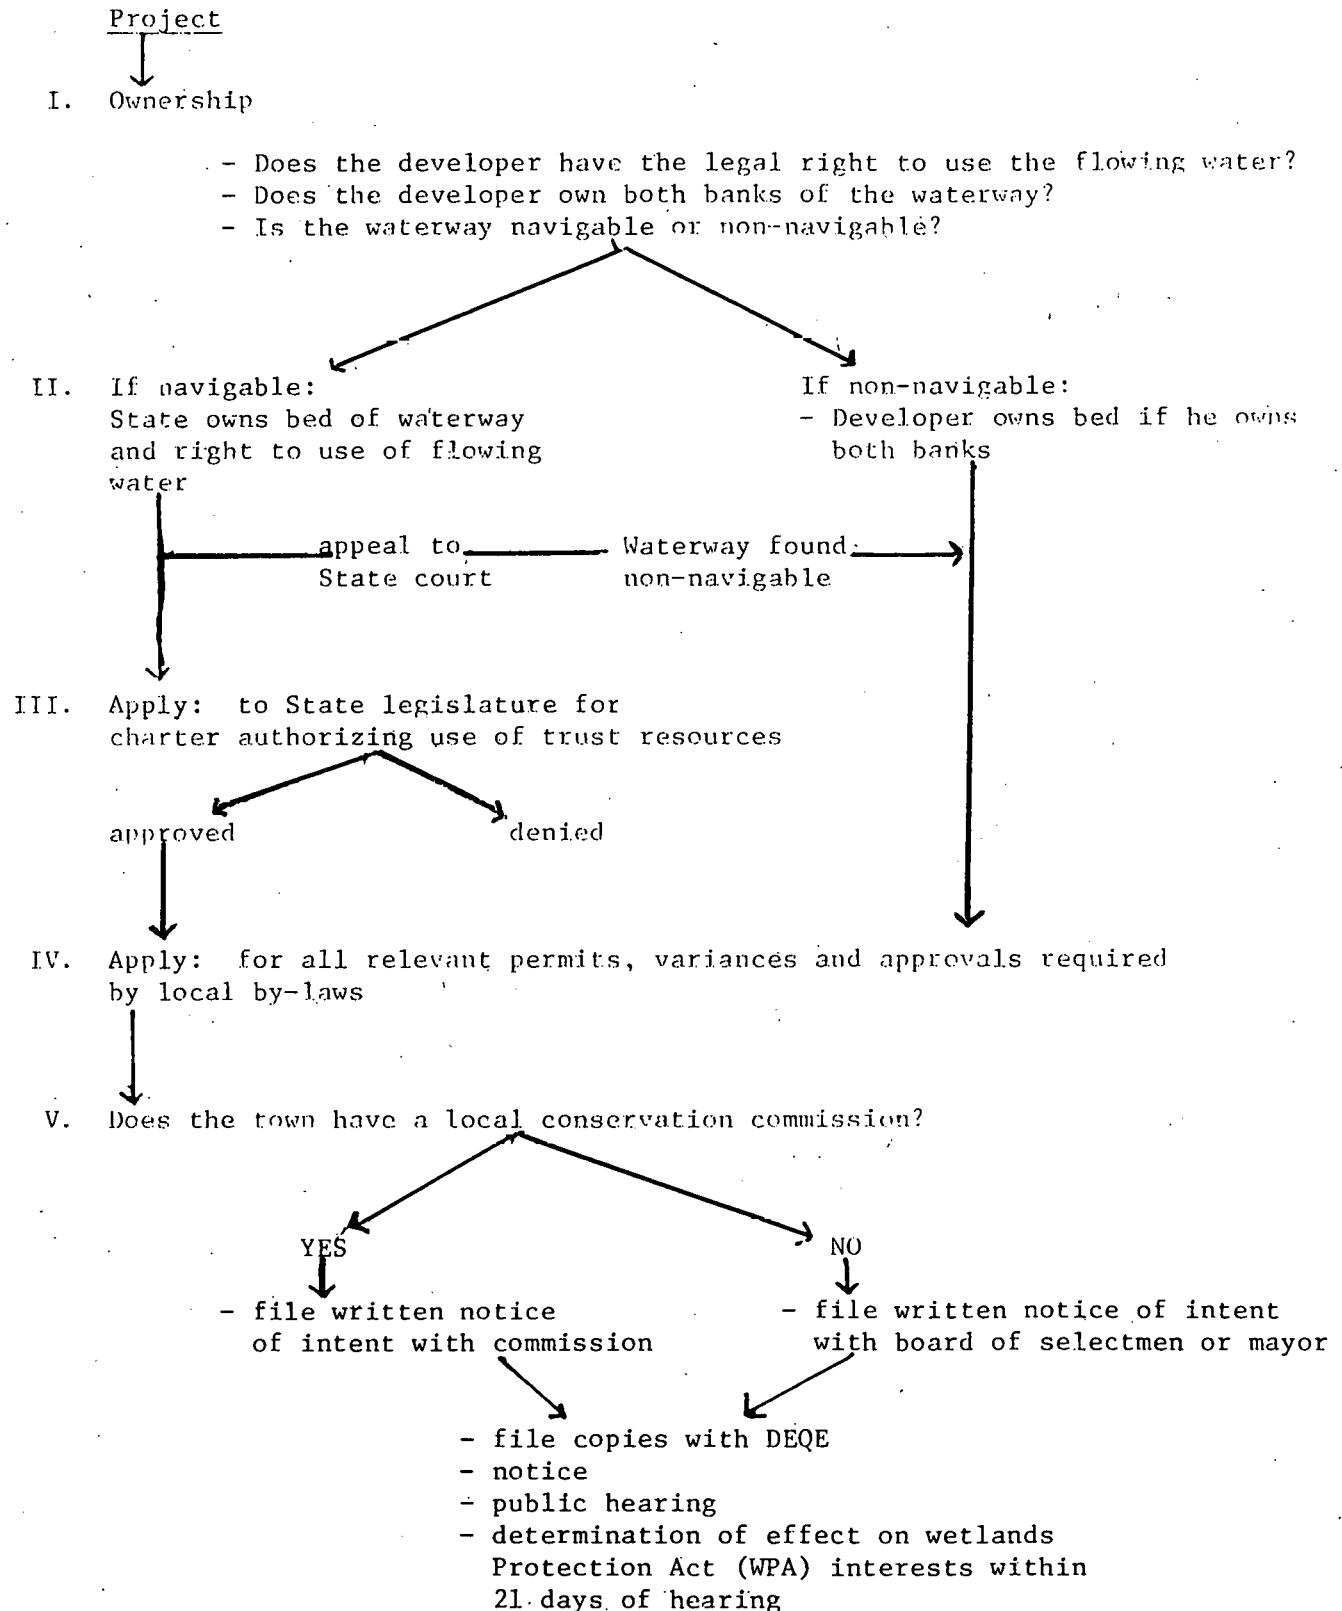 Project
I. Ownership
- Does the developer have the legal right to use the flowing water?
- Does the developer own both banks of the waterway?
- Is the waterway navigable or non-navigable?
II. If navigable:
State owns bed of waterway
and right to use of flowing
water
If non-navigable:
- Developer owns bed if he owns
both banks
appeal to
State court
Waterway found
non-navigable
III. Apply: to State legislature for
charter authorizing use of trust resources
approved
denied
IV. Apply: for all relevant permits, variances and approvals required
by local by-laws
V. Does the town have a local conservation commission?
YES
- file written notice
of intent with commission
NO
- file written notice of intent
with board of selectmen or mayor
- file copies with DEQE
- notice
- public hearing
- determination of effect on wetlands
Protection Act (WPA) interests within
21 days of hearing